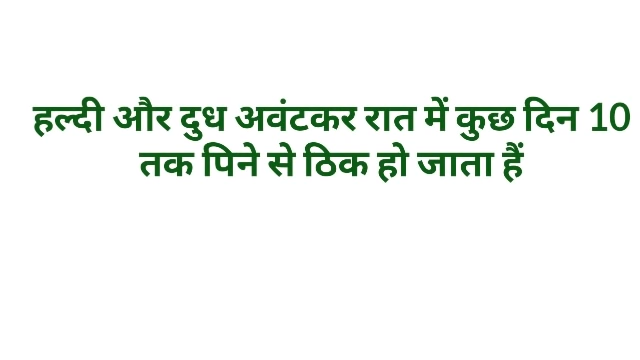 हल्दी और दुध अवंटकर रात में कुछ दिन 10
तक पिने से ठिक हो जाता हैं